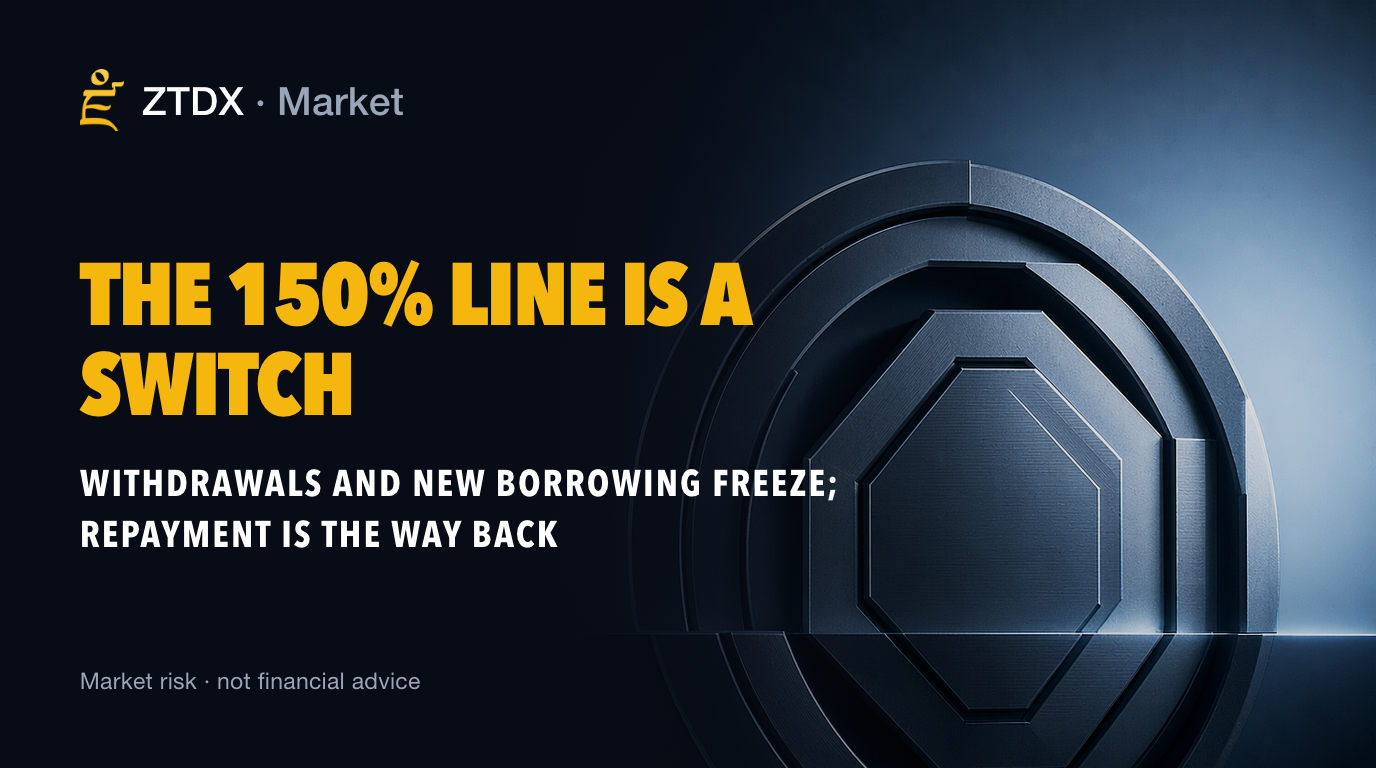 ZTDX · Market
THE 150% LINE IS A
SWITCH
WITHDRAWALS AND NEW BORROWING FREEZE;
REPAYMENT IS THE WAY BACK
Market risk · not financial advice